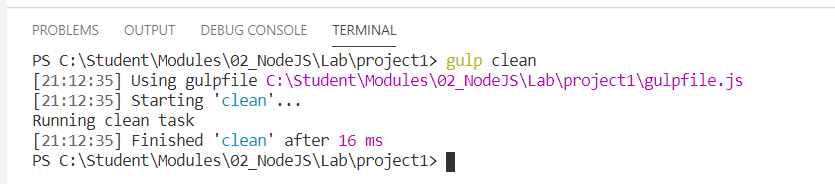 PROBLEMS OUTPUT DEBUG CONSOLE TERMINAL
PS C:\Student\Modules\02_NodeJS\Lab\project1> gulp clean
[21:12:35] Using gulpfile C:\Student\Modules\02_NodeJS\Lab\project1\gulpfile.js
[21:12:35] Starting 'clean'...
Running clean task
[21:12:35] Finished 'clean' after 16 ms
PS C:\Student\Modules\02_NodeJS\Lab\project1>